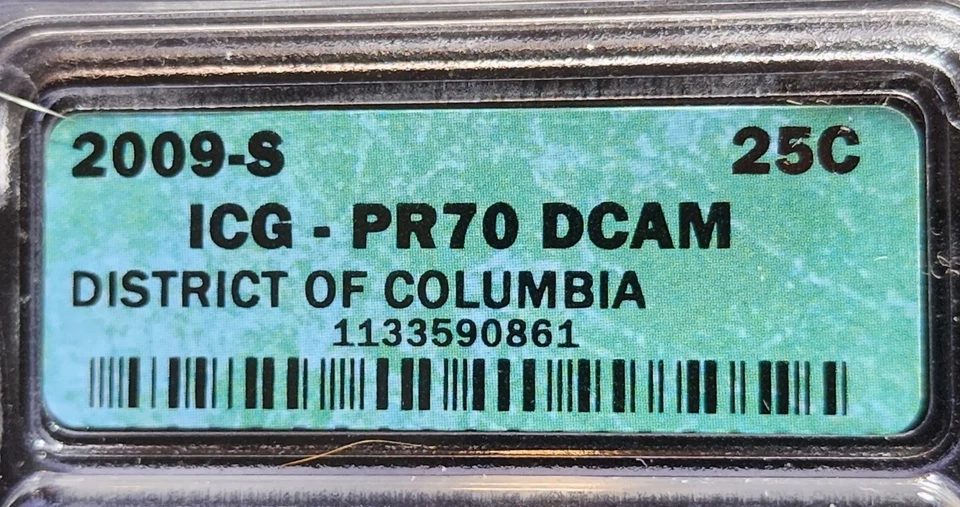 2009-S 25C
ICG - PR70 DCAM
DISTRICT OF COLUMBIA
1133590861